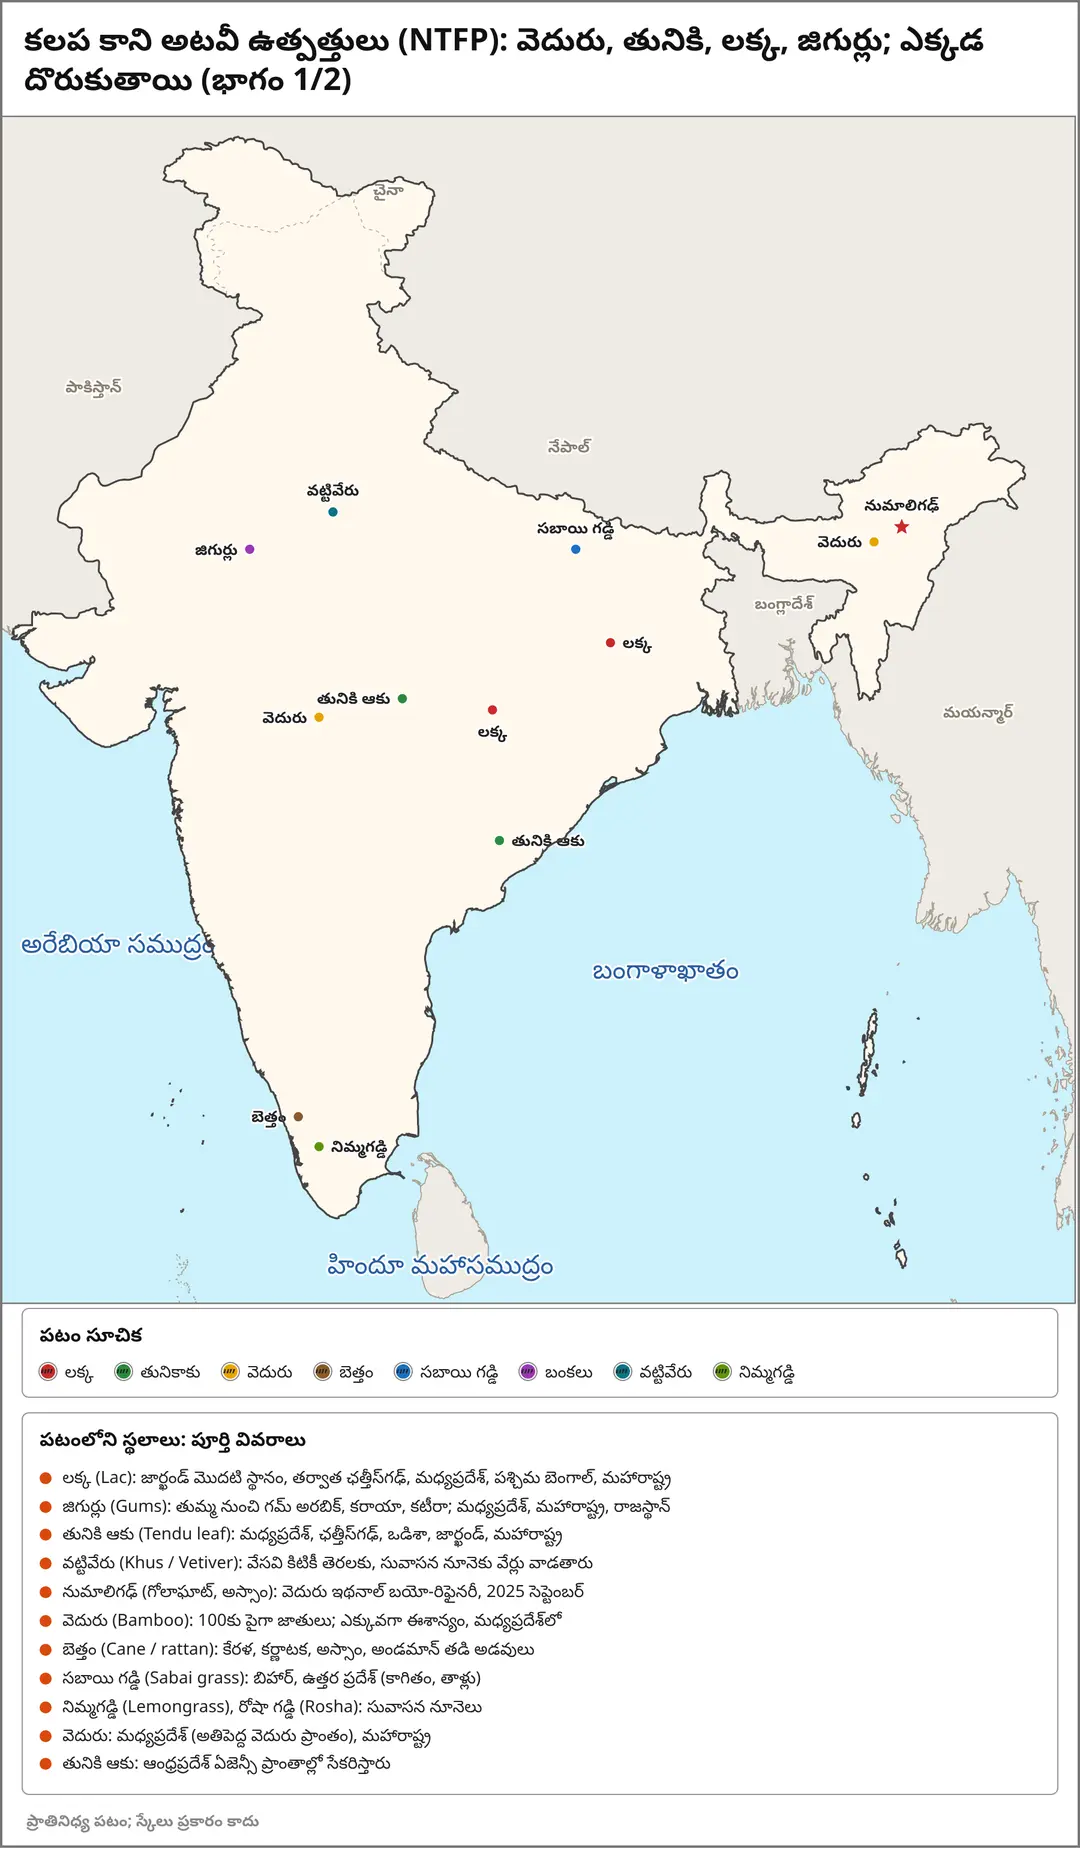 కలప కాని అటవీ ఉత్పత్తులు (NTFP): వెదురు, తునికి, లక్క, జిగుర్లు; ఎక్కడ
దొరుకుతాయి (భాగం 1/2)
చైనా
పాకిస్తాన్
నేపాల్
వట్టివేరు
నుమాలిగఢ్
సబాయి గడ్డి
వెదురు
జిగుర్లు
బంగ్లాదేశ్
లక్క
తునికి ఆకు
వెదురు
మయన్మార్
లక్క
తునికి ఆకు
అరేబియా సముద్రం
బంగాళాఖాతం
బెత్తం
నిమ్మగడ్డి
హిందూ మహాసముద్రం
పటం సూచిక
లక్క తునికాకు వెదురు బెత్తం సబాయి గడ్డి బంకలు వట్టివేరు నిమ్మగడ్డి
పటంలోని స్థలాలు: పూర్తి వివరాలు
లక్క (Lac): జార్ఖండ్ మొదటి స్థానం, తర్వాత ఛత్తీస్‌గఢ్, మధ్యప్రదేశ్, పశ్చిమ బెంగాల్, మహారాష్ట్ర
జిగుర్లు (Gums): తుమ్మ నుంచి గమ్ అరబిక్, కరాయా, కటీరా; మధ్యప్రదేశ్, మహారాష్ట్ర, రాజస్థాన్
తునికి ఆకు (Tendu leaf): మధ్యప్రదేశ్, ఛత్తీస్‌గఢ్, ఒడిశా, జార్ఖండ్, మహారాష్ట్ర
వట్టివేరు (Khus / Vetiver): వేసవి కిటికీ తెరలకు, సువాసన నూనెకు వేర్లు వాడతారు
నుమాలిగఢ్ (గోలాఘాట్, అస్సాం): వెదురు ఇథనాల్ బయో-రిఫైనరీ, 2025 సెప్టెంబర్
వెదురు (Bamboo): 100కు పైగా జాతులు; ఎక్కువగా ఈశాన్యం, మధ్యప్రదేశ్‌లో
బెత్తం (Cane / rattan): కేరళ, కర్ణాటక, అస్సాం, అండమాన్ తడి అడవులు
సబాయి గడ్డి (Sabai grass): బిహార్, ఉత్తర ప్రదేశ్ (కాగితం, తాళ్లు)
నిమ్మగడ్డి (Lemongrass), రోషా గడ్డి (Rosha): సువాసన నూనెలు
వెదురు: మధ్యప్రదేశ్ (అతిపెద్ద వెదురు ప్రాంతం), మహారాష్ట్ర
తునికి ఆకు: ఆంధ్రప్రదేశ్ ఏజెన్సీ ప్రాంతాల్లో సేకరిస్తారు
ప్రాతినిధ్య పటం; స్కేలు ప్రకారం కాదు